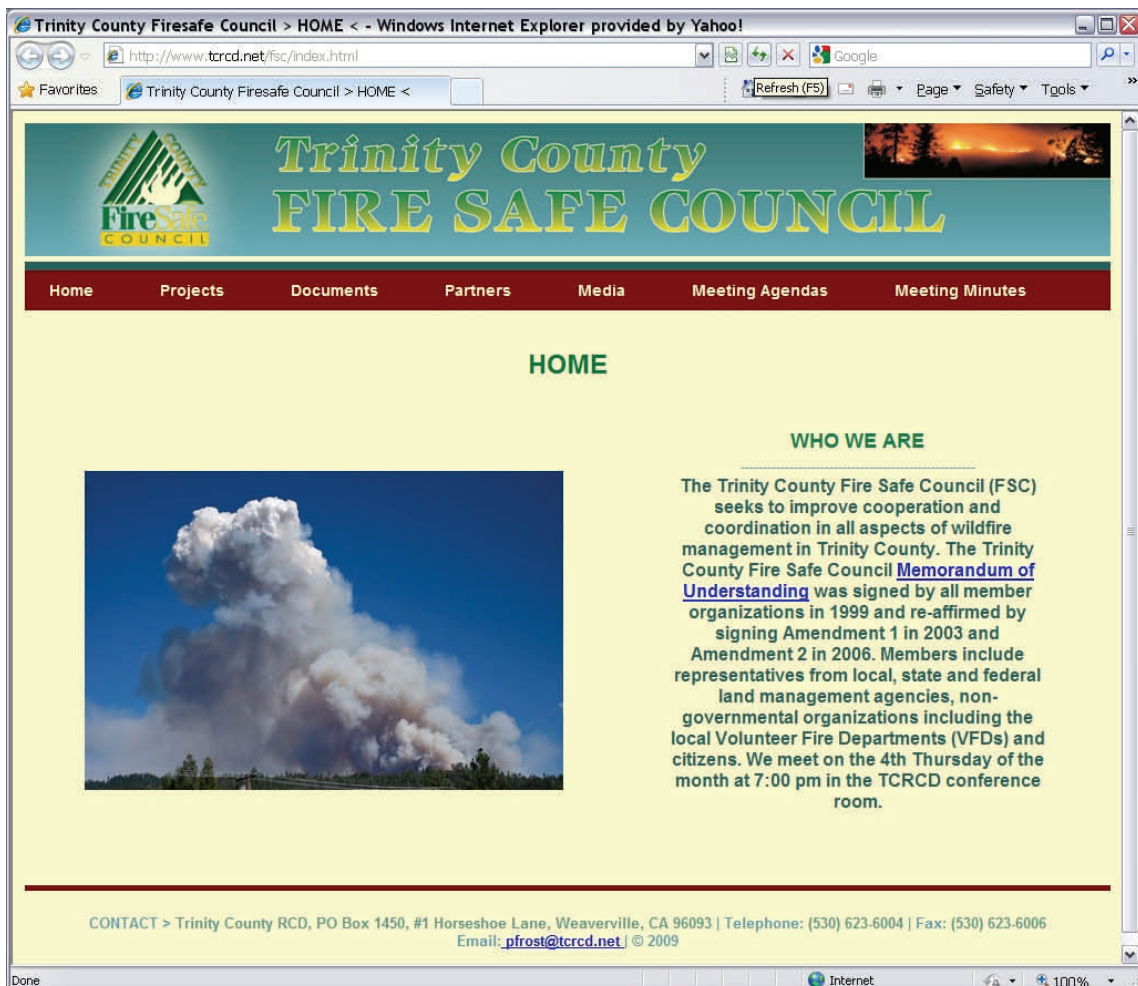 Trinity County Firesafe Council > HOME < - Windows Internet Explorer provided by Yahoo!
http://www.tcrcd.net/fsc/index.html
Google
Favorites
Trinity County Firesafe Council > HOME <
Refresh (F5)
Page
Safety
Tools
»
TRINITY COUNTY
FireSafe
COUNCIL
Trinity County
FIRE SAFE COUNCIL
Home Projects Documents Partners Media Meeting Agendas Meeting Minutes
HOME
WHO WE ARE
The Trinity County Fire Safe Council (FSC)
seeks to improve cooperation and
coordination in all aspects of wildfire
management in Trinity County. The Trinity
County Fire Safe Council Memorandum of
Understanding was signed by all member
organizations in 1999 and re-affirmed by
signing Amendment 1 in 2003 and
Amendment 2 in 2006. Members include
representatives from local, state and federal
land management agencies, non-
governmental organizations including the
local Volunteer Fire Departments (VFDs) and
citizens. We meet on the 4th Thursday of the
month at 7:00 pm in the TCRCD conference
room.
CONTACT > Trinity County RCD, PO Box 1450, #1 Horseshoe Lane, Weaverville, CA 96093 | Telephone: (530) 623-6004 | Fax: (530) 623-6006
Email: pfrost@tcrcd.net | © 2009
Done
Internet
100%